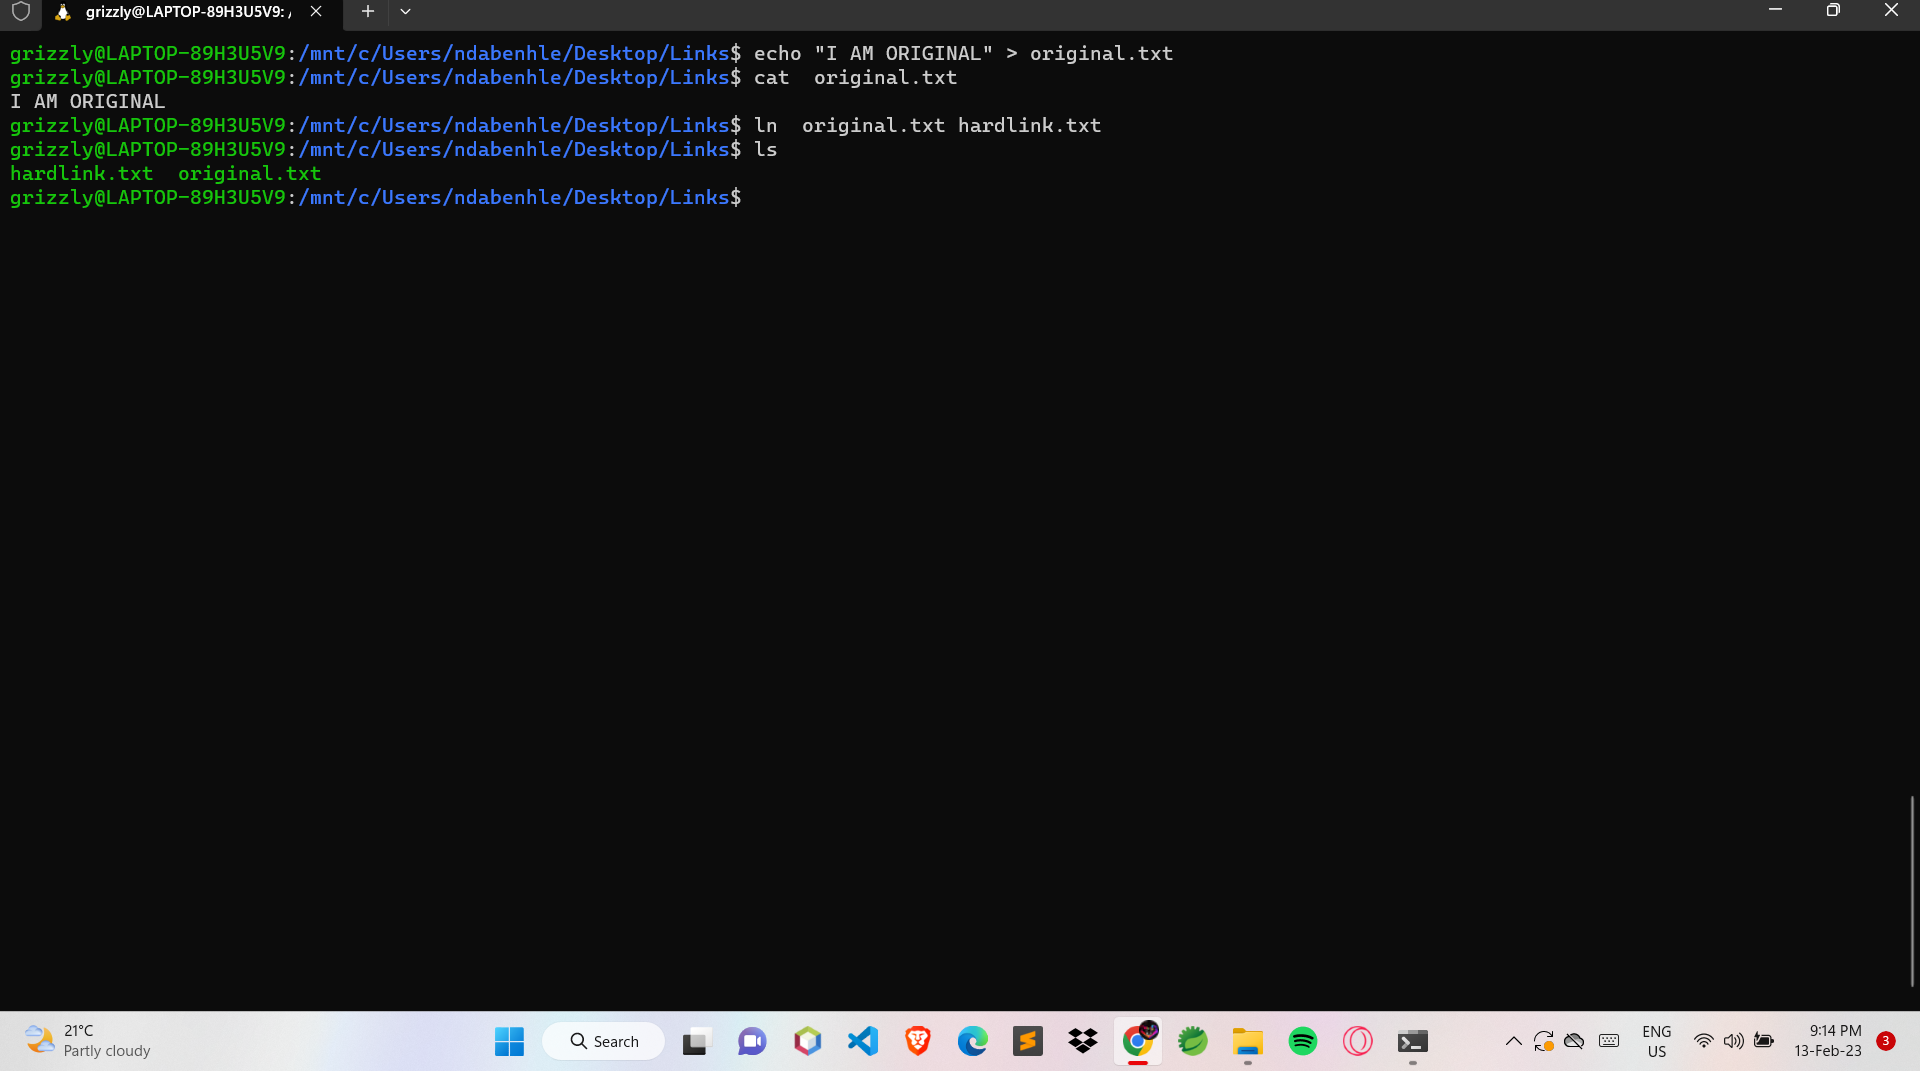 grizzly@LAPTOP-89H3U5V9: /
grizzly@LAPTOP-89H3U5V9:/mnt/c/Users/ndabenhle/Desktop/Links$ echo "I AM ORIGINAL" > original.txt
grizzly@LAPTOP-89H3U5V9:/mnt/c/Users/ndabenhle/Desktop/Links$ cat  original.txt
I AM ORIGINAL
grizzly@LAPTOP-89H3U5V9:/mnt/c/Users/ndabenhle/Desktop/Links$ ln  original.txt hardlink.txt
grizzly@LAPTOP-89H3U5V9:/mnt/c/Users/ndabenhle/Desktop/Links$ ls
hardlink.txt  original.txt
grizzly@LAPTOP-89H3U5V9:/mnt/c/Users/ndabenhle/Desktop/Links$
21°C
Partly cloudy
Search
ENG
US
9:14 PM
13-Feb-23
3